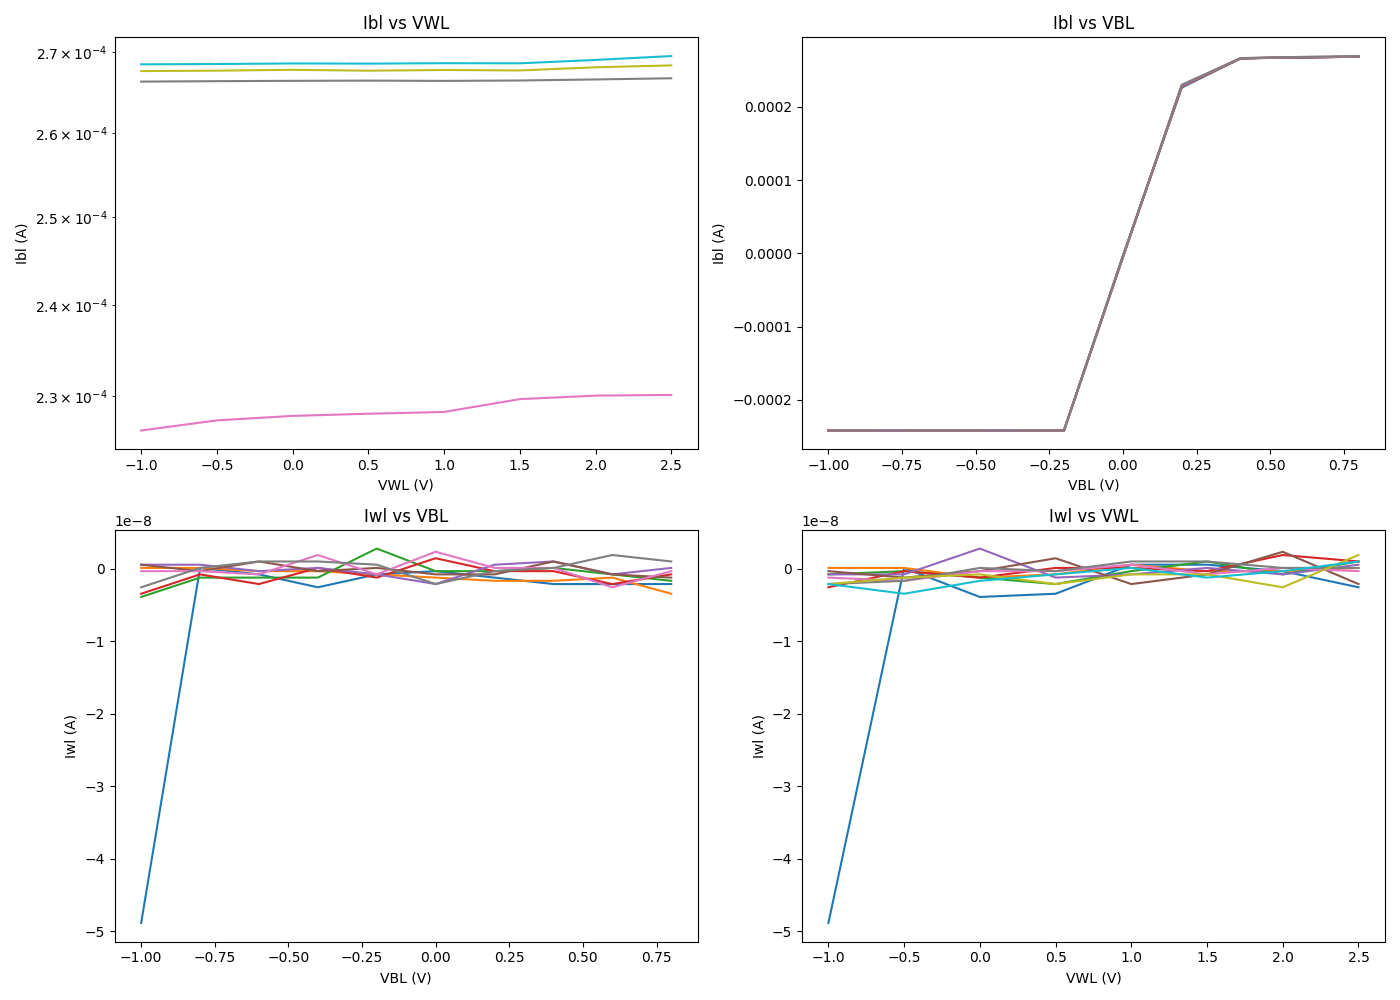 Ibl vs VWL
Ibl (A)
2.7 × 10⁻⁴
2.6 × 10⁻⁴
2.5 × 10⁻⁴
2.4 × 10⁻⁴
2.3 × 10⁻⁴
−1.0 −0.5 0.0 0.5 1.0 1.5 2.0 2.5
VWL (V)
Ibl vs VBL
Ibl (A)
0.0002
0.0001
0.0000
−0.0001
−0.0002
−1.00 −0.75 −0.50 −0.25 0.00 0.25 0.50 0.75
VBL (V)
Iwl vs VBL
1e−8
Iwl (A)
0
−1
−2
−3
−4
−5
−1.00 −0.75 −0.50 −0.25 0.00 0.25 0.50 0.75
VBL (V)
Iwl vs VWL
1e−8
Iwl (A)
0
−1
−2
−3
−4
−5
−1.0 −0.5 0.0 0.5 1.0 1.5 2.0 2.5
VWL (V)